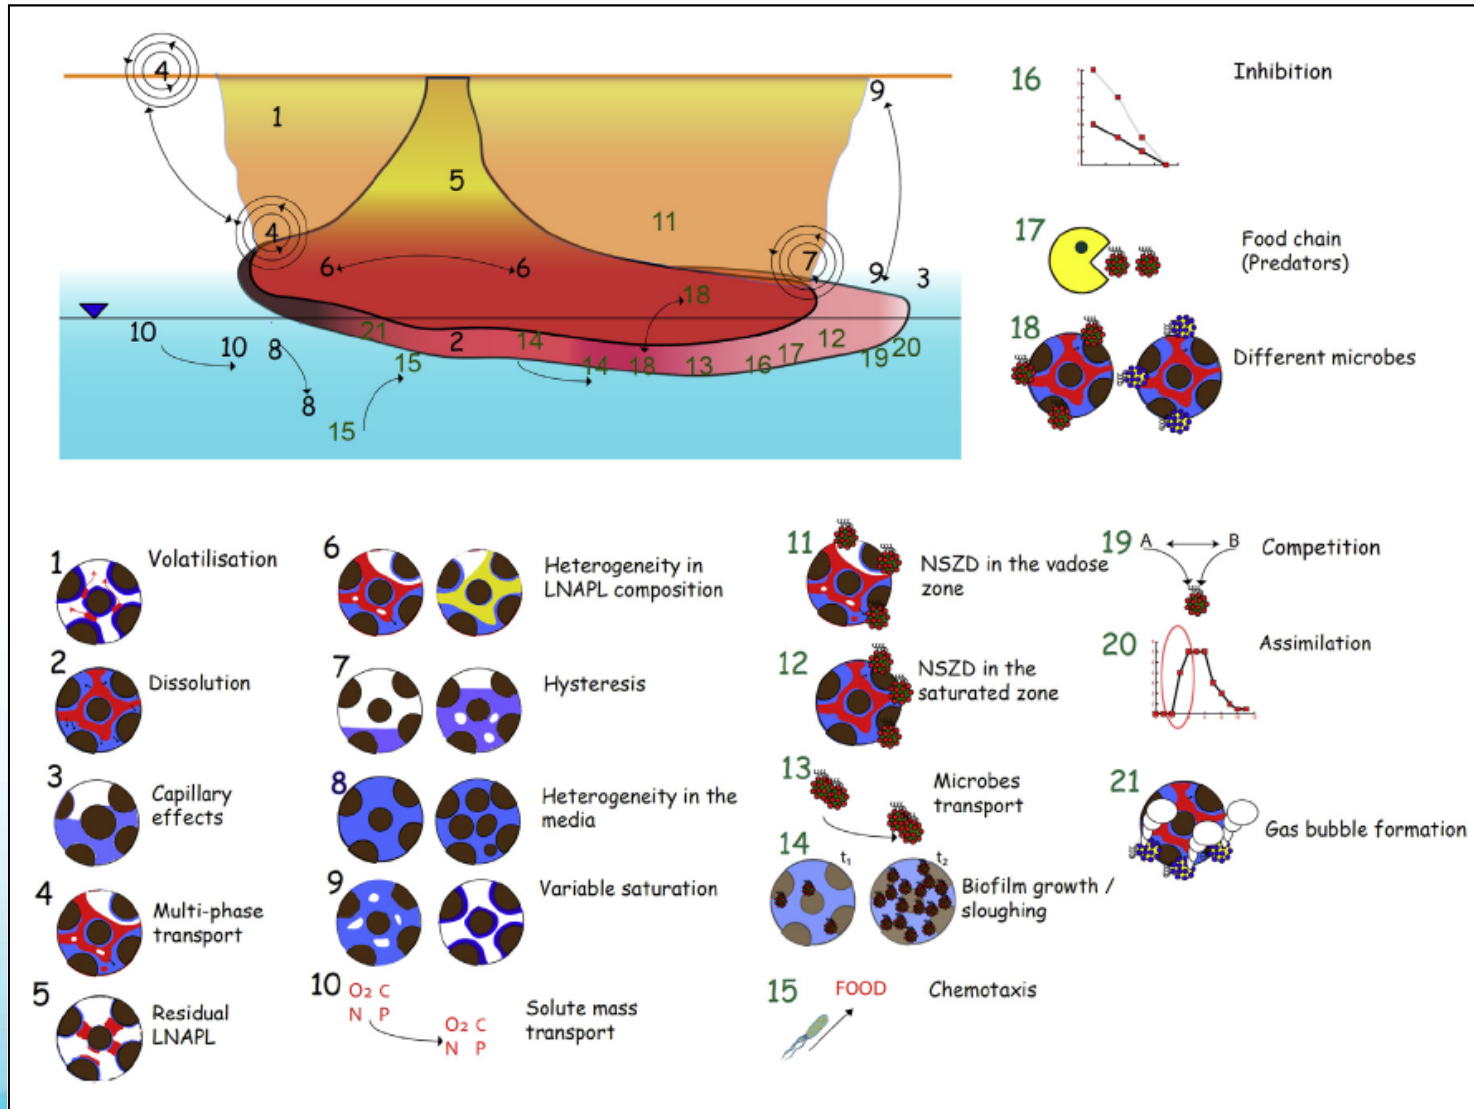 4
1
9
5
11
4
6
6
7
9
3
18
10
10
8
21
2
14
12
15
14
18
13
16
17
19
20
8
15
16
Inhibition
17
Food chain
(Predators)
18
Different microbes
1
Volatilisation
2
Dissolution
3
Capillary
effects
4
Multi-phase
transport
5
Residual
LNAPL
6
Heterogeneity in
LNAPL composition
7
Hysteresis
8
Heterogeneity in the
media
9
Variable saturation
10
O2 C
N P
O2 C
N P
Solute mass
transport
11
NSZD in the vadose
zone
12
NSZD in the
saturated zone
13
Microbes
transport
14
t1
t2
Biofilm growth /
sloughing
15
FOOD
Chemotaxis
19
A
B
Competition
20
Assimilation
21
Gas bubble formation